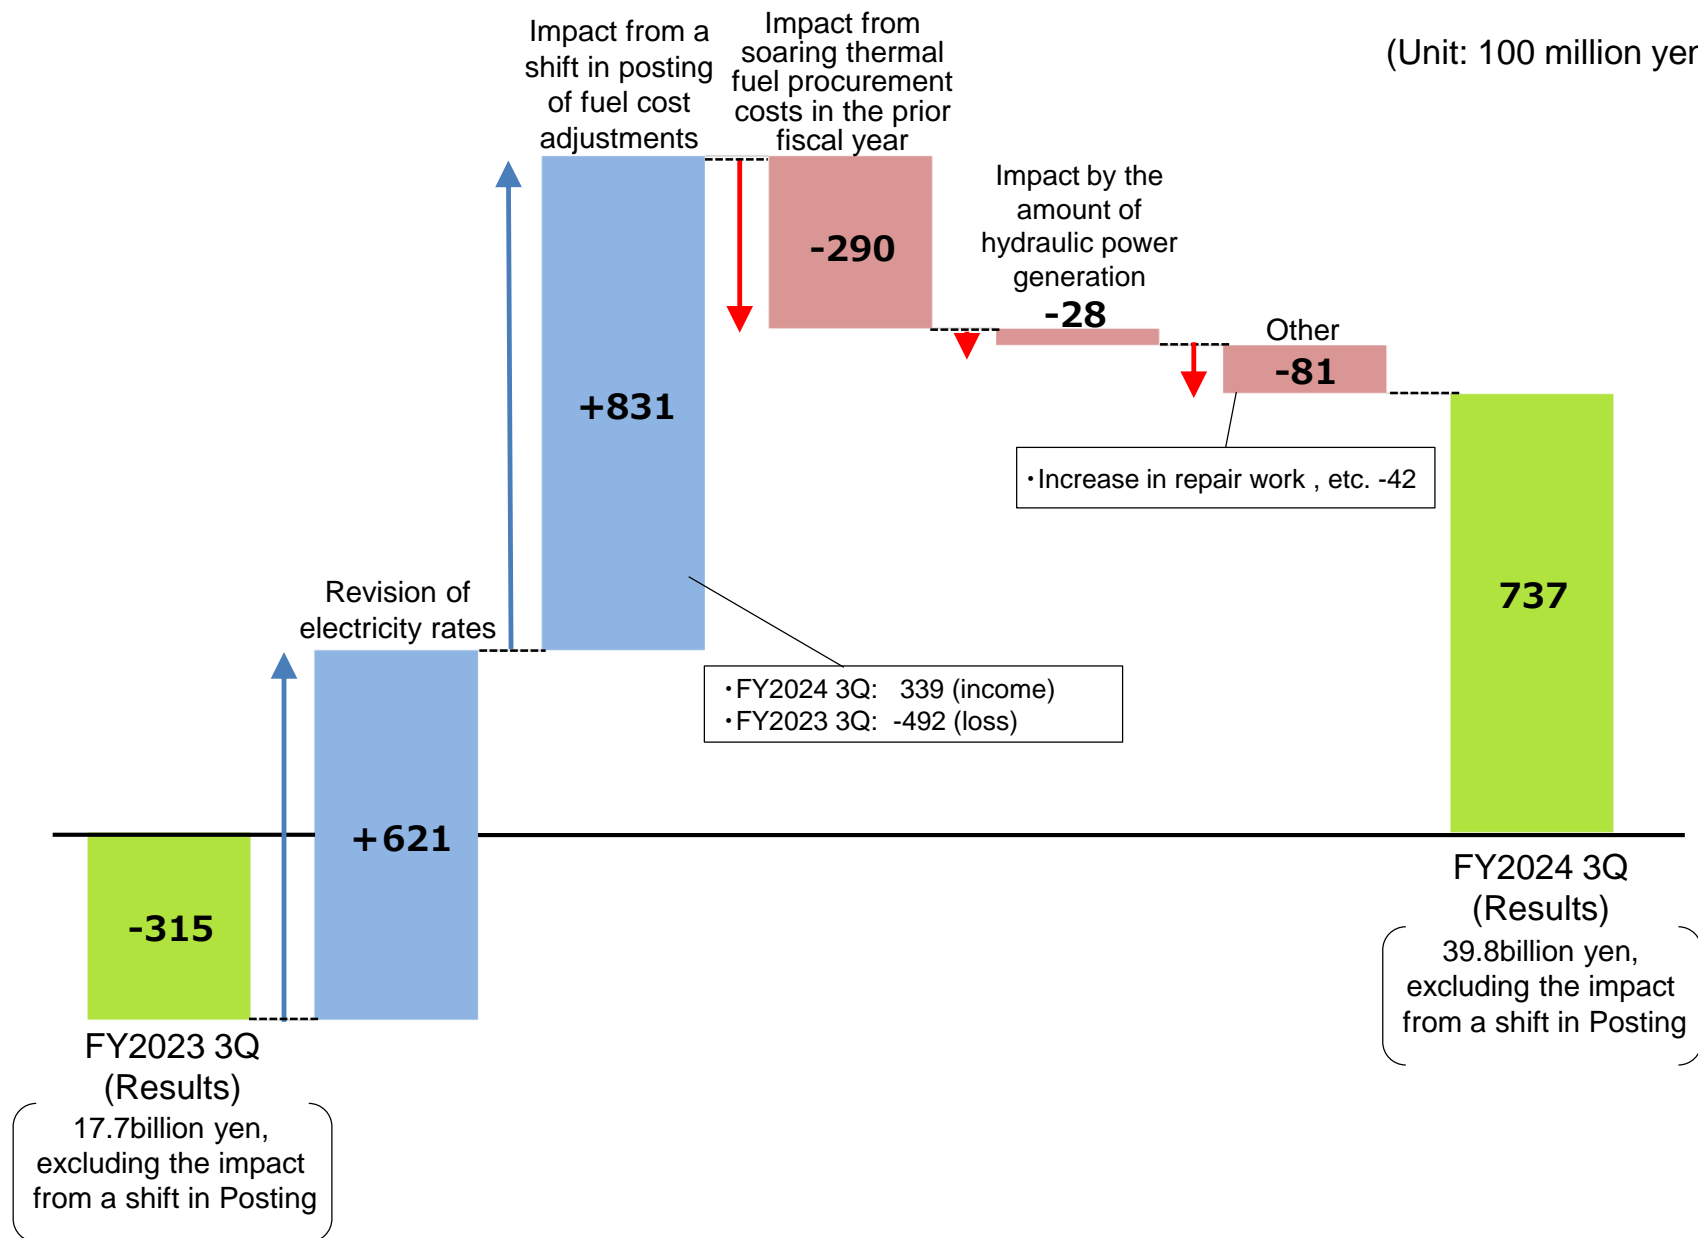 (Unit: 100 million yen
Impact from a
shift in posting
of fuel cost
adjustments
Impact from
soaring thermal
fuel procurement
costs in the prior
fiscal year
Impact by the
amount of
hydraulic power
generation
-28
-290
Other
-81
+831
・Increase in repair work , etc. -42
Revision of
electricity rates
737
・FY2024 3Q: 339 (income)
・FY2023 3Q: -492 (loss)
+621
-315
FY2024 3Q
(Results)
39.8billion yen,
excluding the impact
from a shift in Posting
FY2023 3Q
(Results)
17.7billion yen,
excluding the impact
from a shift in Posting